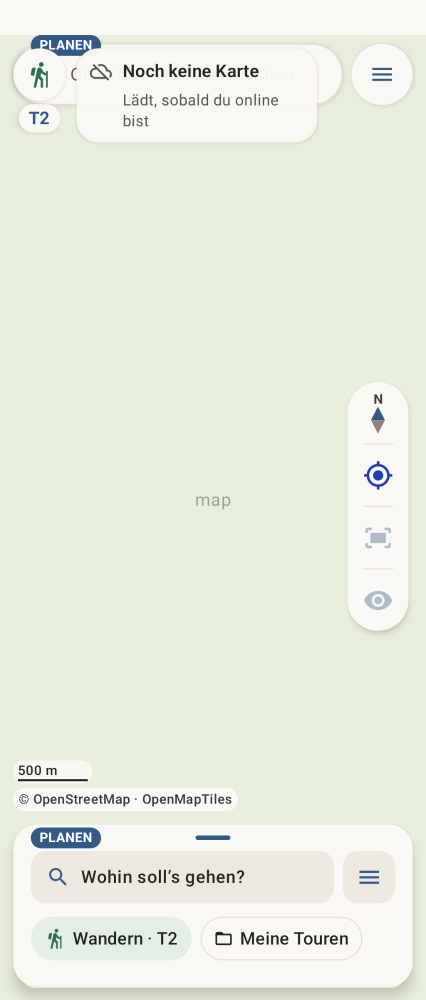 PLANEN
Noch keine Karte
Lädt, sobald du online
bist
T2
N
map
500 m
© OpenStreetMap · OpenMapTiles
PLANEN
Wohin soll's gehen?
Wandern · T2
Meine Touren